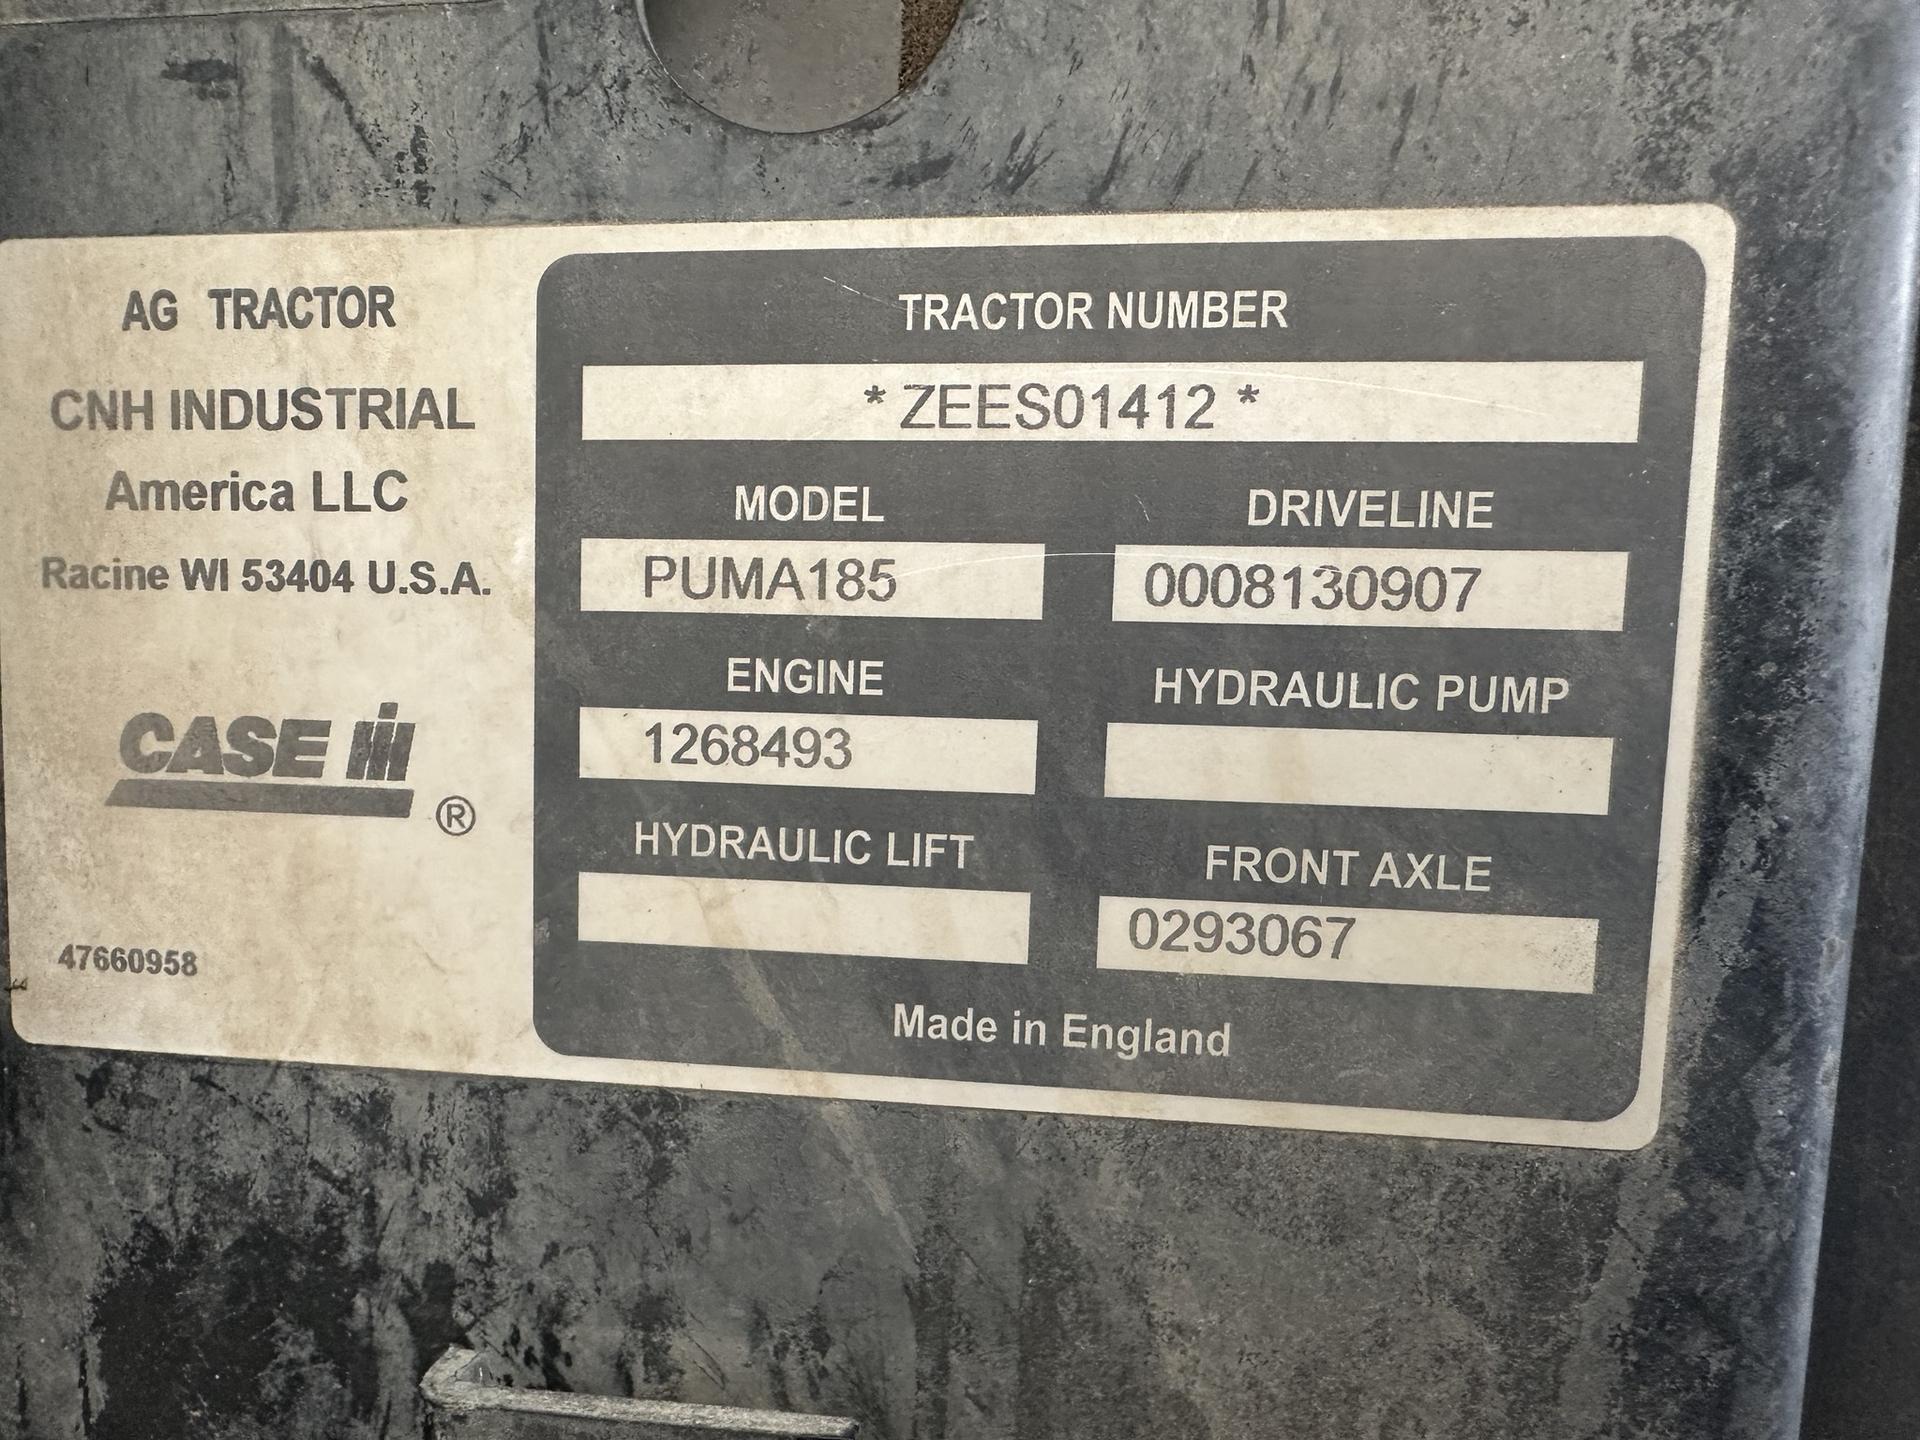 AG TRACTOR
CNH INDUSTRIAL
America LLC
Racine WI 53404 U.S.A.
CASE IH
®
47660958
TRACTOR NUMBER
*ZEES01412*
MODEL
PUMA185
DRIVELINE
0008130907
ENGINE
1268493
HYDRAULIC PUMP
HYDRAULIC LIFT
FRONT AXLE
0293067
Made in England